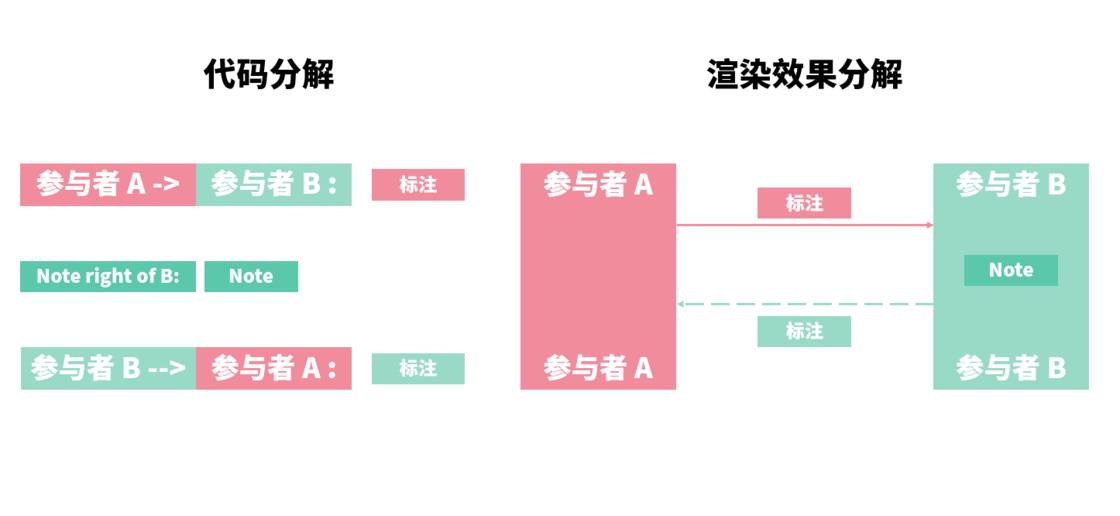 代码分解
参与者 A -> 参与者 B : 标注
Note right of B: Note
参与者 B --> 参与者 A : 标注
渲染效果分解
参与者 A 标注 参与者 B
Note
标注
参与者 A 参与者 B